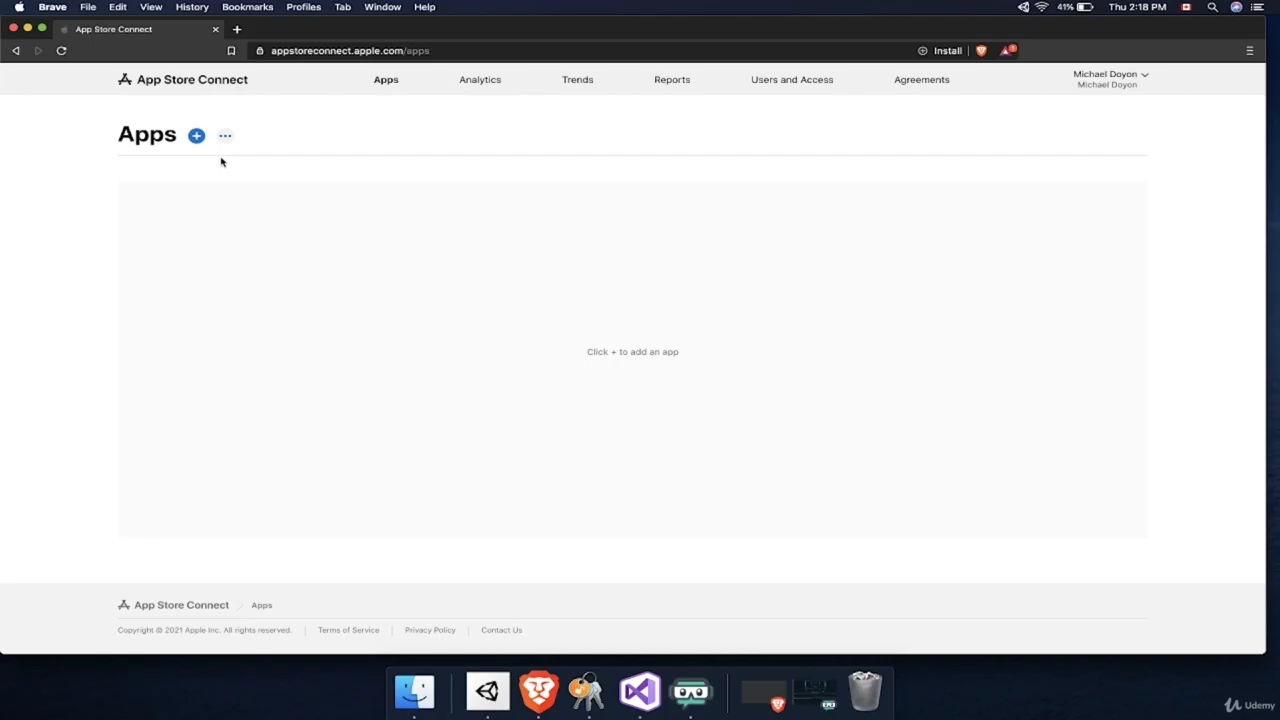 Brave File Edit View History Bookmarks Profiles Tab Window Help 41% Thu 2:18 PM
App Store Connect
appstoreconnect.apple.com/apps Install
App Store Connect Apps Analytics Trends Reports Users and Access Agreements Michael Doyon
Michael Doyon
Apps
Click + to add an app
App Store Connect Apps
Copyright © 2021 Apple Inc. All rights reserved. Terms of Service Privacy Policy Contact Us
Udemy